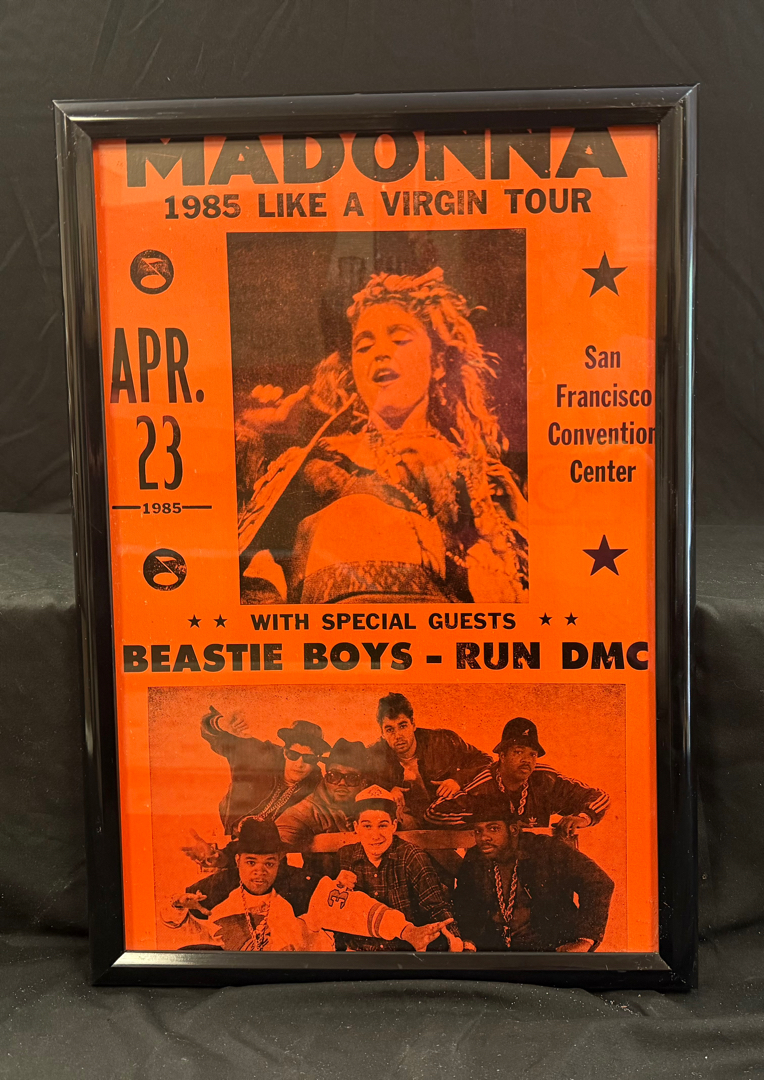 MADONNA
1985 LIKE A VIRGIN TOUR
APR.
23
1985
San
Francisco
Convention
Center
WITH SPECIAL GUESTS
BEASTIE BOYS - RUN DMC